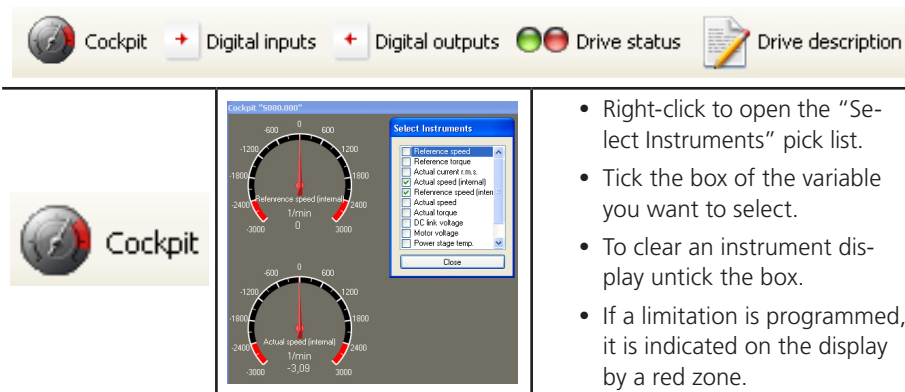 Cockpit Digital inputs Digital outputs Drive status Drive description
Cockpit
Cockpit "S080.000"
-600 0 600
-1200 1200
-1800 1800
Refenrence speed (internal)
-2400 2400
1/min
-3000 0 3000
-600 0 600
-1200 1200
-1800 1800
Actual speed (internal)
-2400 2400
1/min
-3000 -3,09 3000
Select Instruments
Reference speed
Reference torque
Actual current r.m.s.
Actual speed (internal)
Refenrence speed (inten
Actual speed
Actual torque
DC link voltage
Motor voltage
Power stage temp.
Close
• Right-click to open the “Se-
lect Instruments” pick list.
• Tick the box of the variable
you want to select.
• To clear an instrument dis-
play untick the box.
• If a limitation is programmed,
it is indicated on the display
by a red zone.